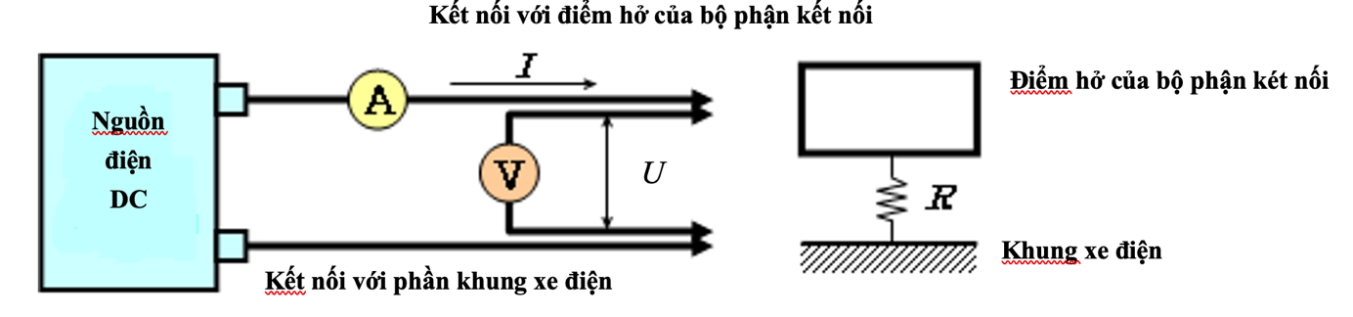 Kết nối với điểm hở của bộ phận kết nối
I
Điểm hở của bộ phận két nối
A
Nguồn
điện
DC
V
U
R
Khung xe điện
Kết nối với phần khung xe điện